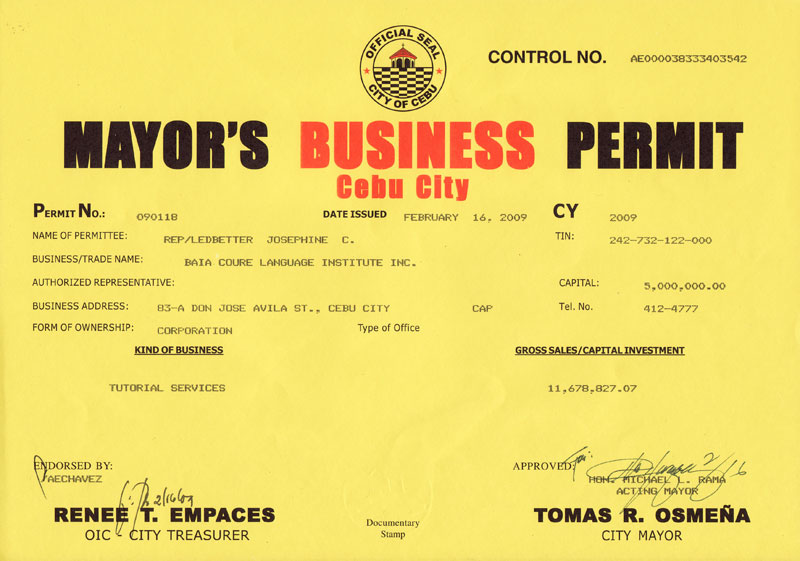 OFFICIAL SEAL
CITY OF CEBU
CONTROL NO. AE000038333403542
MAYOR'S BUSINESS PERMIT
Cebu City
PERMIT NO.: 090118 DATE ISSUED FEBRUARY 16, 2009 CY 2009
NAME OF PERMITTEE: REP/LEDBETTER JOSEPHINE C. TIN: 242-732-122-000
BUSINESS/TRADE NAME: BAIA COURE LANGUAGE INSTITUTE INC.
AUTHORIZED REPRESENTATIVE: CAPITAL: 5,000,000.00
BUSINESS ADDRESS: 83-A DON JOSE AVILA ST., CEBU CITY CAP Tel. No. 412-4777
FORM OF OWNERSHIP: CORPORATION Type of Office
KIND OF BUSINESS GROSS SALES/CAPITAL INVESTMENT
TUTORIAL SERVICES 11,678,827.07
ENDORSED BY: APPROVED:
AECHAVEZ HON. MICHAEL L. RAMA
ACTING MAYOR
2/16/09
RENEE T. EMPACES TOMAS R. OSMEÑA
OIC - CITY TREASURER CITY MAYOR
Documentary
Stamp